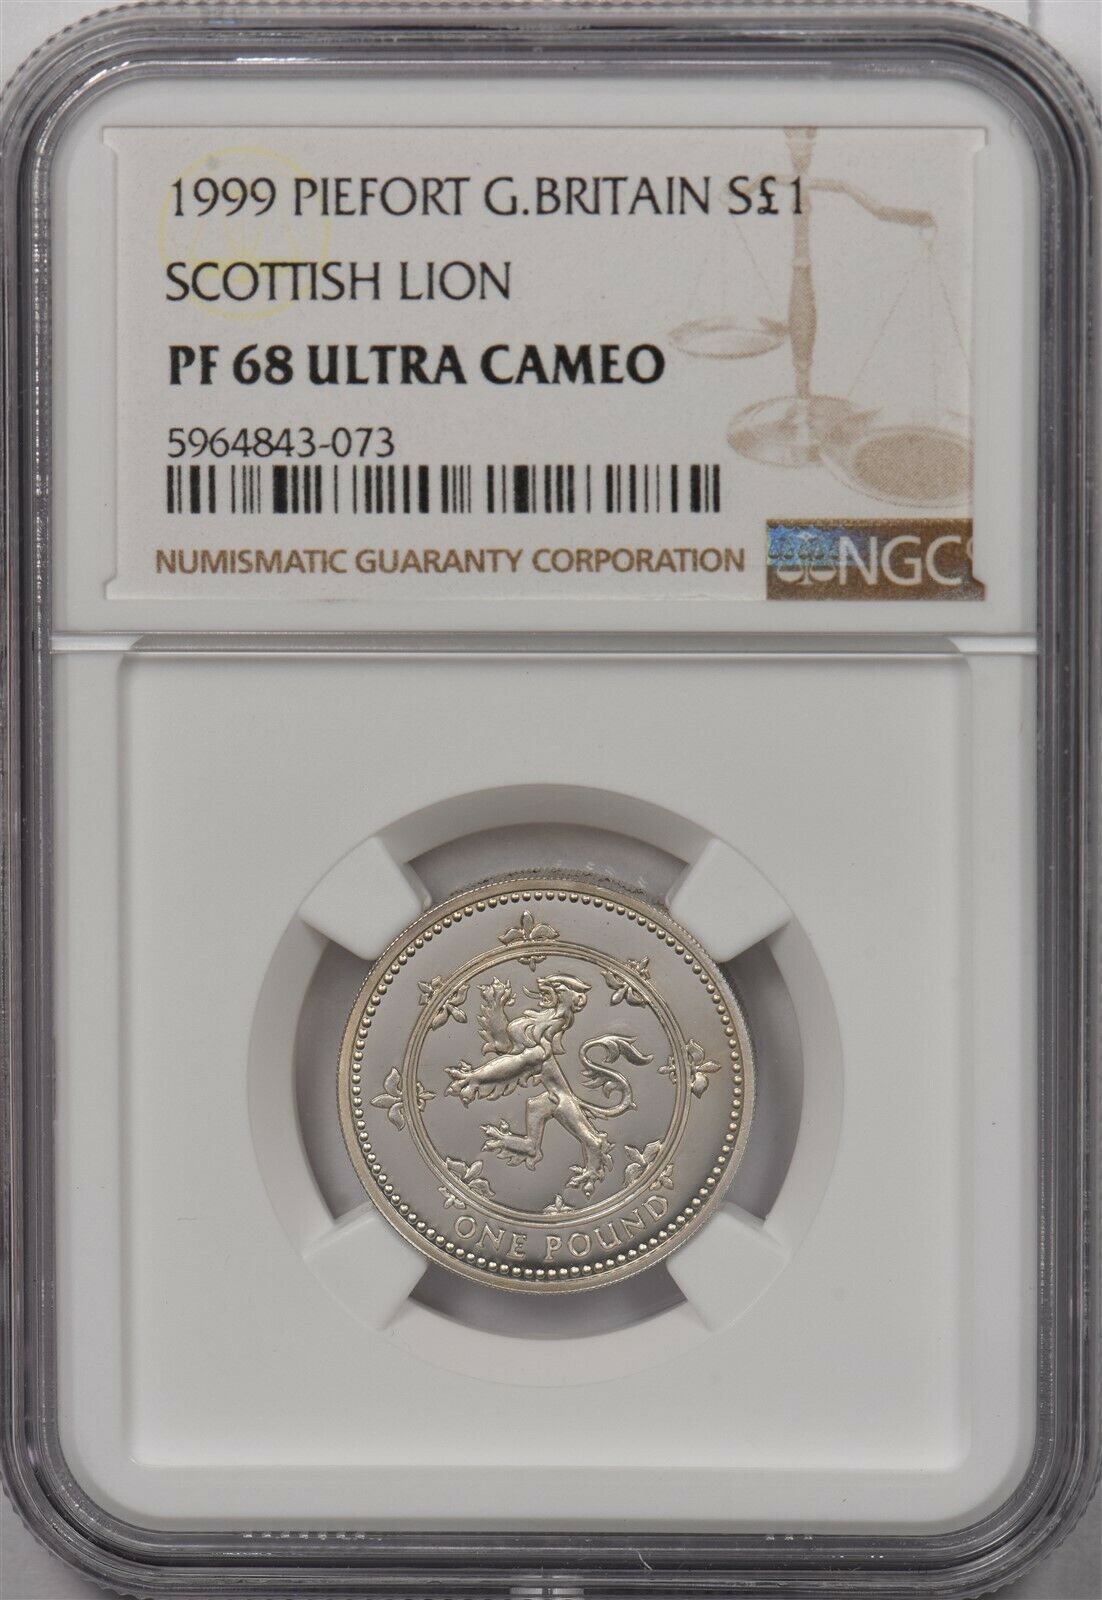 1999 PIEFORT G.BRITAIN S£1
SCOTTISH LION
PF 68 ULTRA CAMEO
5964843-073
NUMISMATIC GUARANTY CORPORATION
NGC
ONE POUND